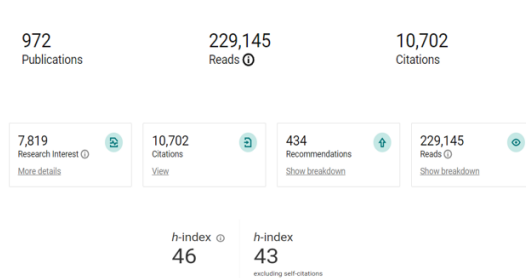 972 229,145 10,702
Publications Reads Citations
7,819 10,702 434 229,145
Research Interest Citations Recommendations Reads
More details View Show breakdown Show breakdown
h-index h-index
46 43
excluding self-citations